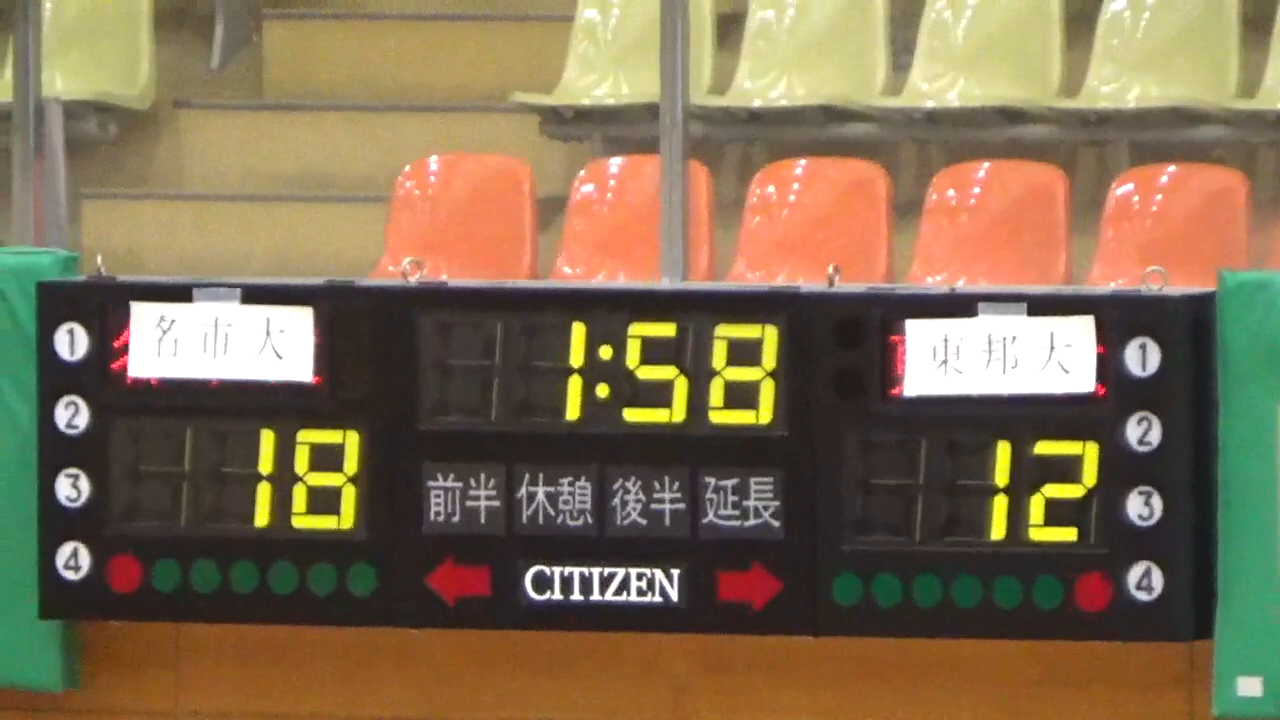 名市大
1:58
東邦大
① ② ③ ④
18
前半 休憩 後半 延長
12
① ② ③ ④
CITIZEN